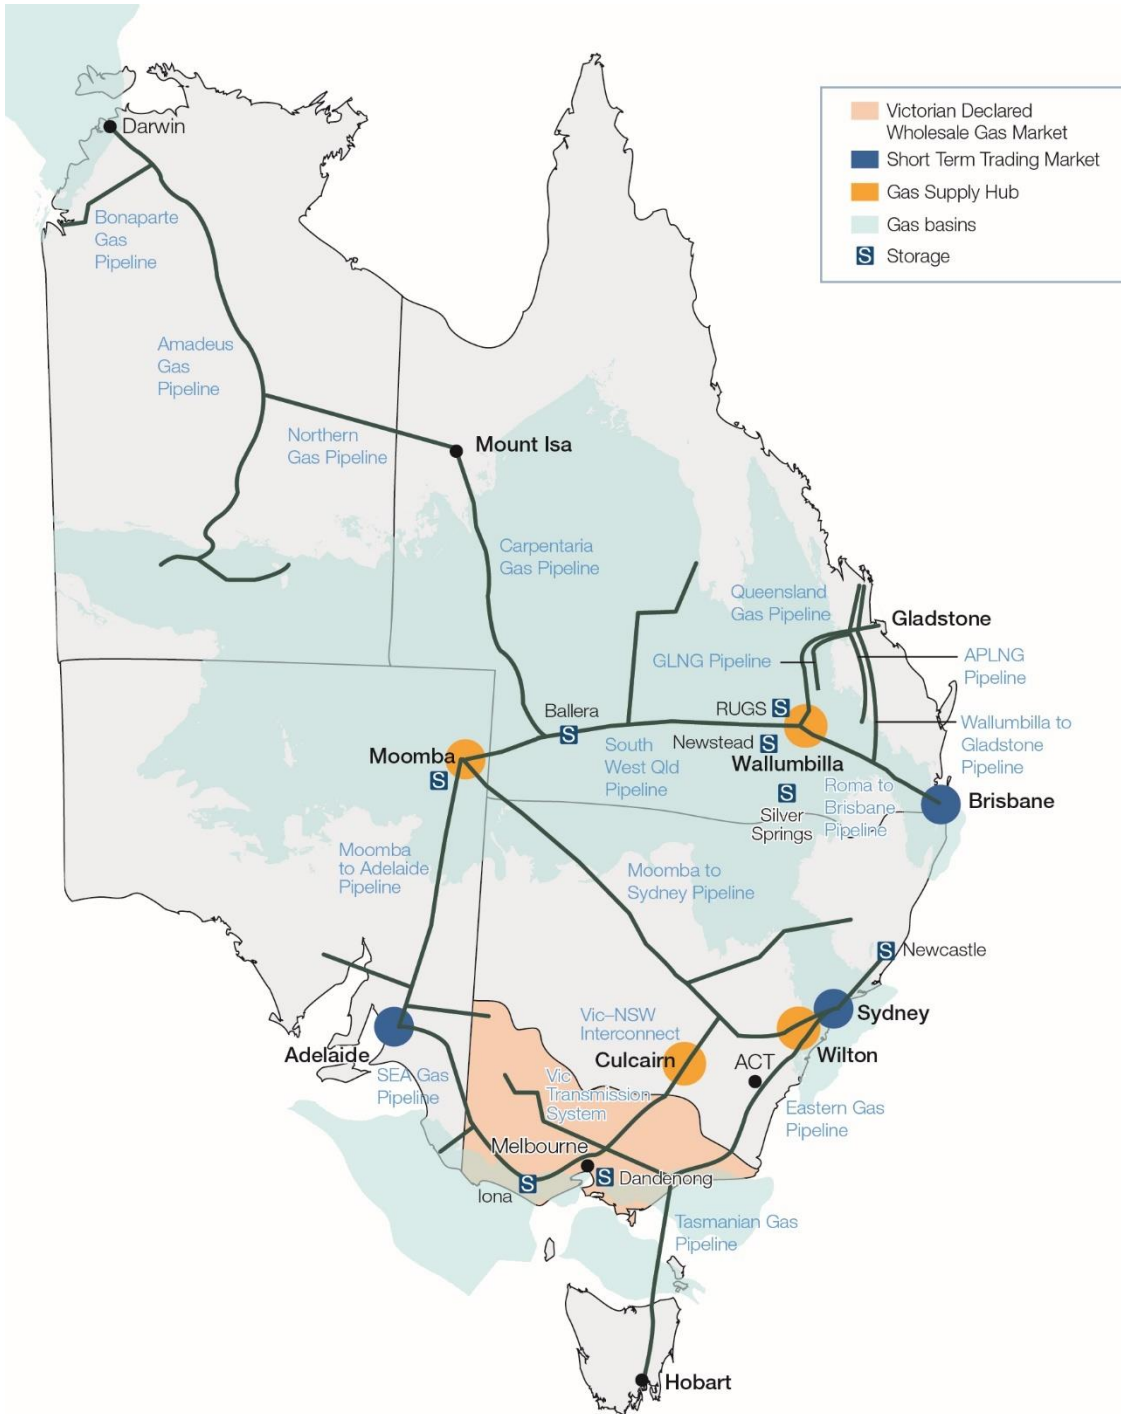 Victorian Declared
Wholesale Gas Market
Short Term Trading Market
Gas Supply Hub
Gas basins
S Storage
Darwin
Bonaparte
Gas
Pipeline
Amadeus
Gas
Pipeline
Northern
Gas Pipeline
Mount Isa
Carpentaria
Gas Pipeline
Queensland
Gas Pipeline
Gladstone
GLNG Pipeline
APLNG
Pipeline
RUGS S
Ballera
S
Newstead S
Wallumbilla
Wallumbilla to
Gladstone
Pipeline
Moomba
S
South
West Qld
Pipeline
S
Silver
Springs
Roma to
Brisbane
Pipeline
Brisbane
Moomba
to Adelaide
Pipeline
Moomba to
Sydney Pipeline
S Newcastle
Sydney
Wilton
Vic–NSW
Interconnect
Culcairn
ACT
Adelaide
SEA Gas
Pipeline
Vic
Transmission
System
Eastern Gas
Pipeline
Melbourne
S Dandenong
Iona S
Tasmanian Gas
Pipeline
Hobart